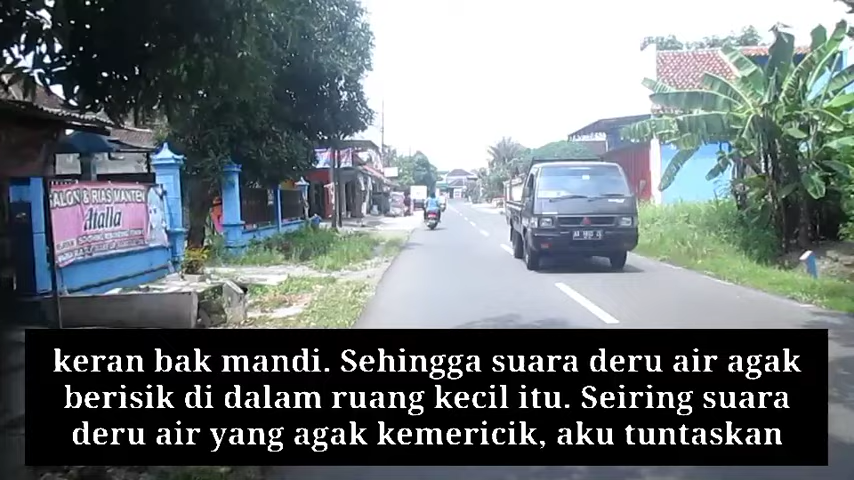 SALON & RIAS MANTEN
Atalla
keran bak mandi. Sehingga suara deru air agak
berisik di dalam ruang kecil itu. Seiring suara
deru air yang agak kemericik, aku tuntaskan